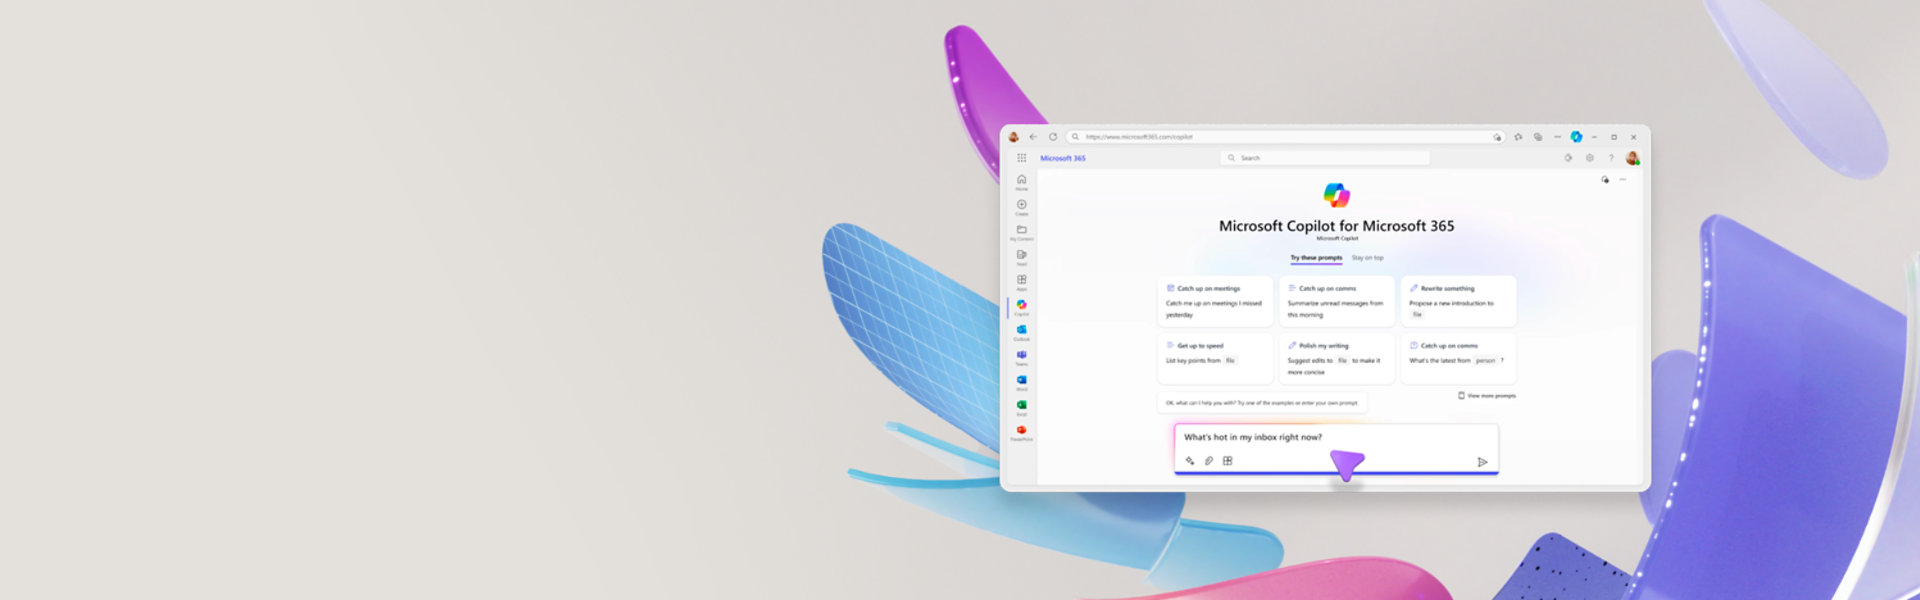 https://www.microsoft365.com/copilot
Microsoft 365
Search
?
Home
Create
My Content
Feed
Apps
Copilot
Outlook
Teams
Word
Excel
PowerPoint
Microsoft Copilot for Microsoft 365
Microsoft Copilot
Try these prompts Stay on top
Catch up on meetings
Catch me up on meetings I missed
yesterday
Catch up on comms
Summarize unread messages from
this morning
Rewrite something
Propose a new introduction to
file
Get up to speed
List key points from file
Polish my writing
Suggest edits to file to make it
more concise
Catch up on comms
What's the latest from person ?
View more prompts
OK, what can I help you with? Try one of the examples or enter your own prompt.
What's hot in my inbox right now?